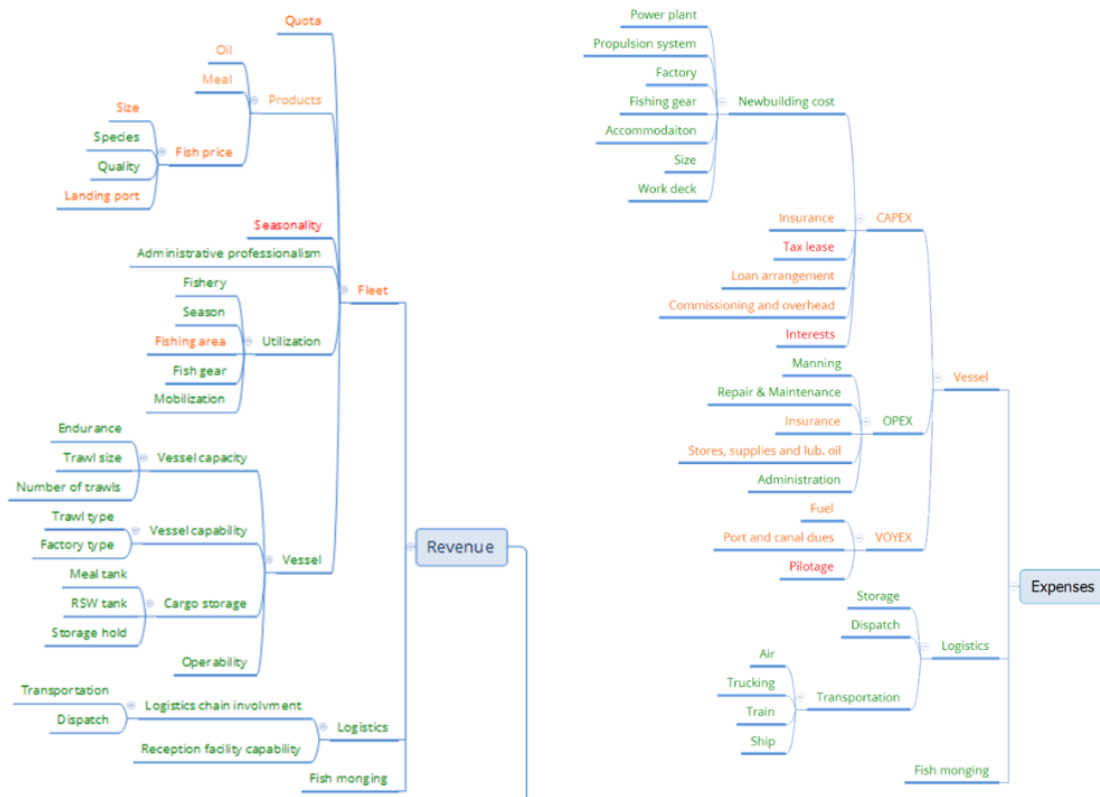 Quota
Oil
Meal
Products
Size
Species
Fish price
Quality
Landing port
Seasonality
Administrative professionalism
Fishery
Fleet
Season
Fishing area
Utilization
Fish gear
Mobilization
Endurance
Trawl size
Vessel capacity
Number of trawls
Trawl type
Vessel capability
Factory type
Vessel
Meal tank
RSW tank
Cargo storage
Storage hold
Operability
Revenue
Transportation
Logistics chain involvment
Dispatch
Logistics
Reception facility capability
Fish monging
Power plant
Propulsion system
Factory
Fishing gear
Newbuilding cost
Accommodaiton
Size
Work deck
Insurance
CAPEX
Tax lease
Loan arrangement
Commissioning and overhead
Interests
Manning
Vessel
Repair & Maintenance
Insurance
OPEX
Stores, supplies and lub. oil
Administration
Fuel
Port and canal dues
VOYEX
Pilotage
Expenses
Storage
Dispatch
Logistics
Air
Trucking
Transportation
Train
Ship
Fish monging